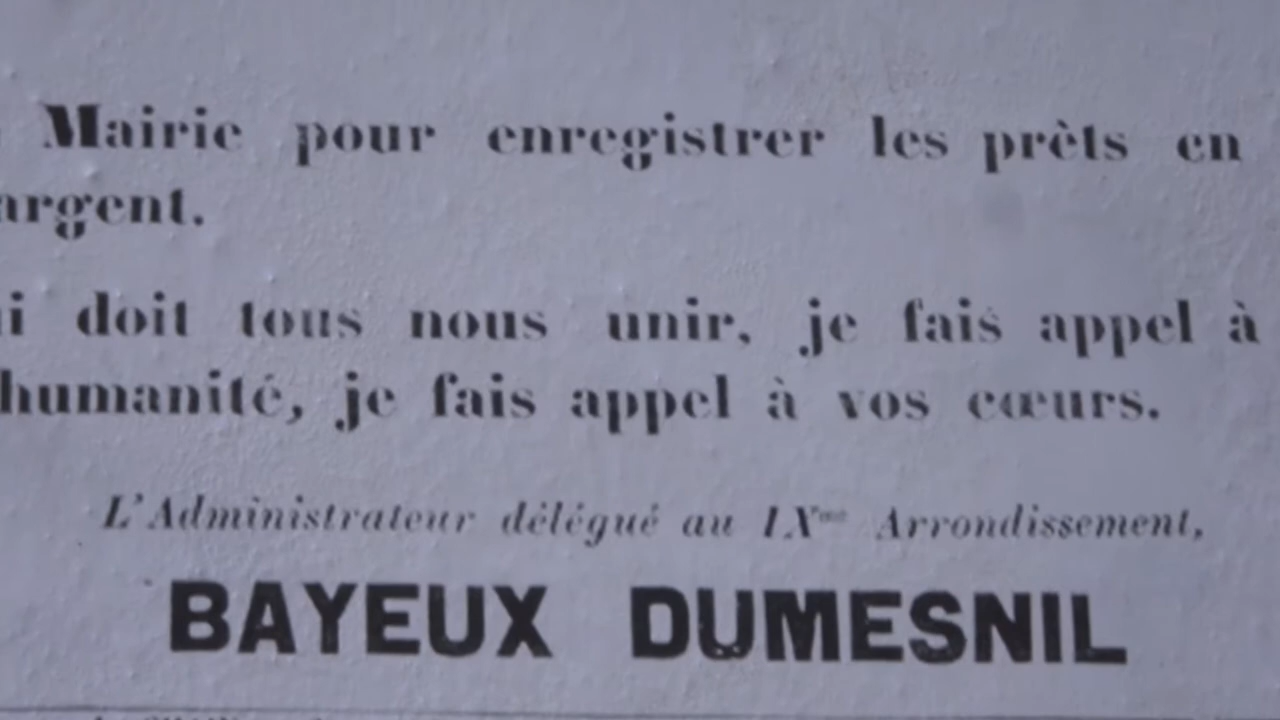 Mairie pour enregistrer les prêts en
argent.
doit tous nous unir, je fais appel à
humanité, je fais appel à vos cœurs.
L'Administrateur délégué au IXme Arrondissement,
BAYEUX DUMESNIL